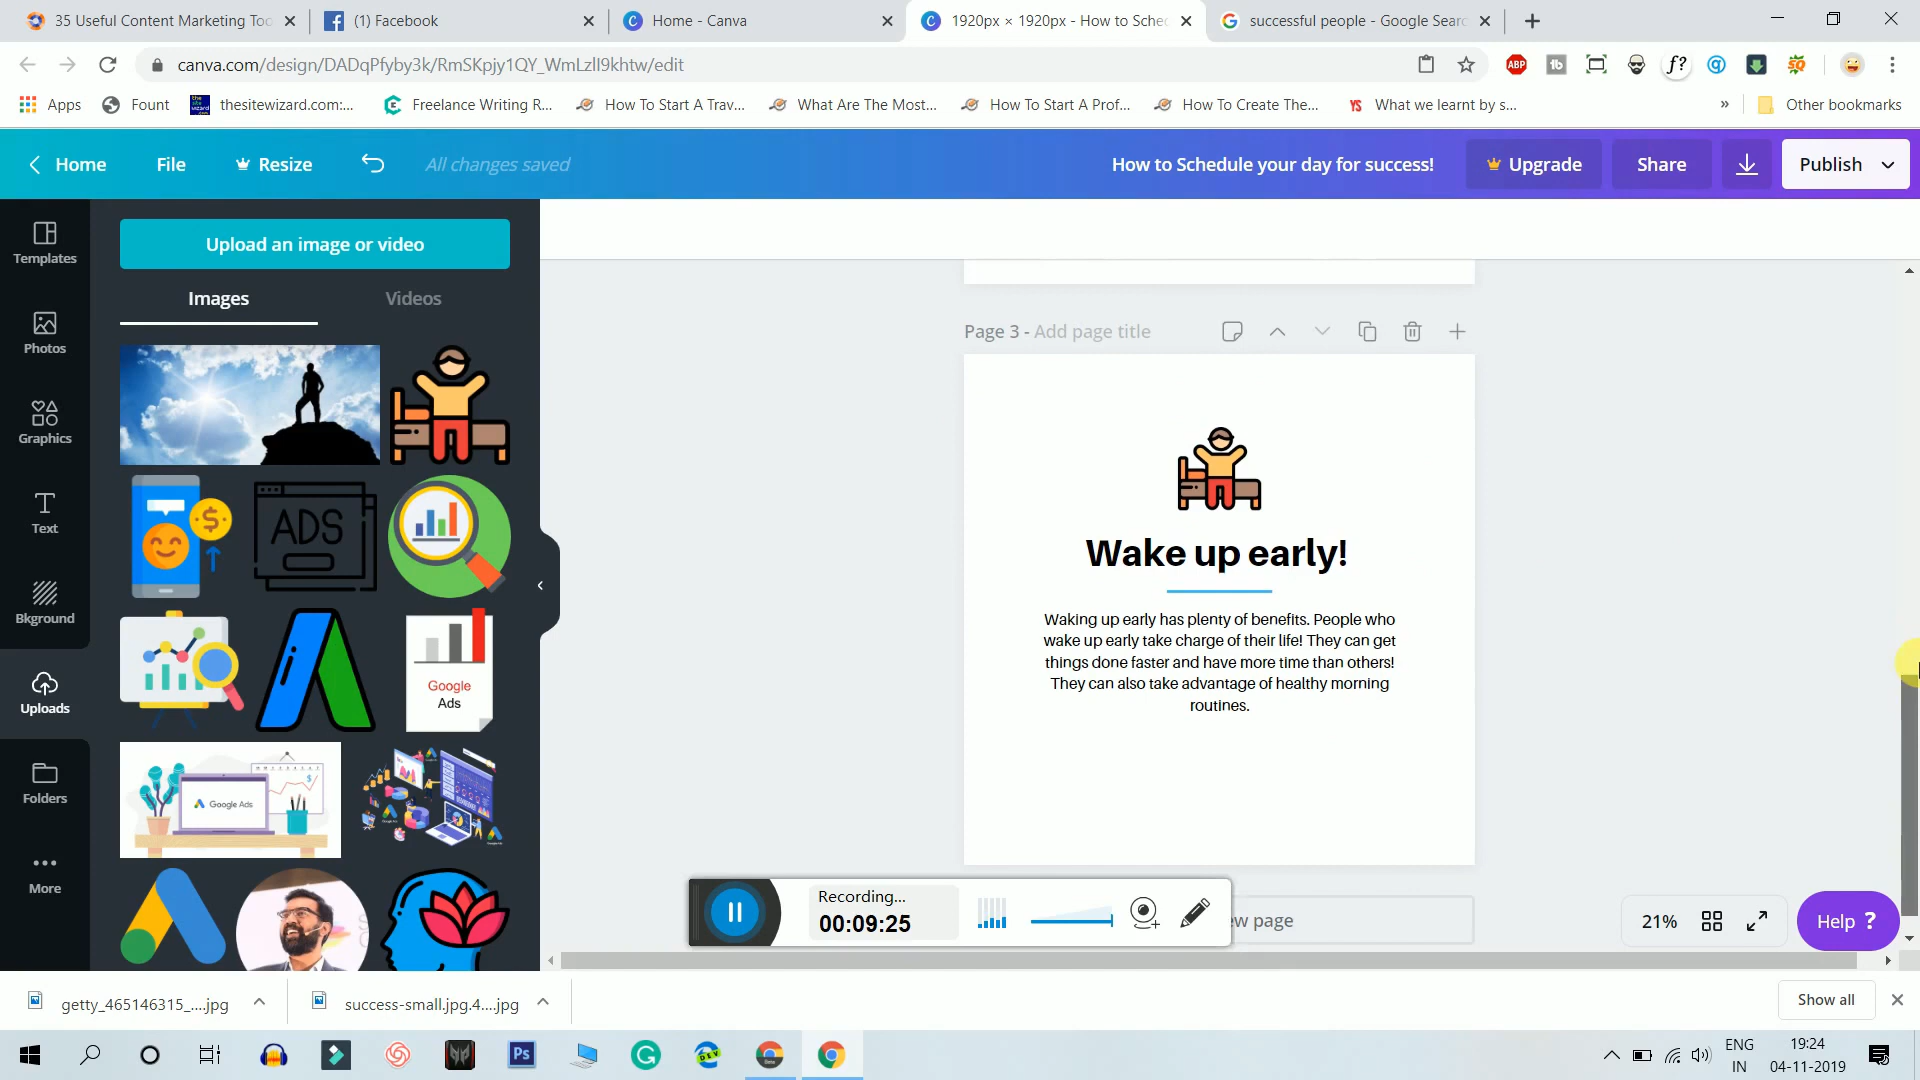 35 Useful Content Marketing Too
(1) Facebook
Home - Canva
1920px × 1920px - How to Sche
successful people - Google Searc
canva.com/design/DADqPfyby3k/RmSKpjy1QY_WmLzlI9khtw/edit
Apps
Fount
thesitewizard.com:...
Freelance Writing R...
How To Start A Trav...
What Are The Most...
How To Start A Prof...
How To Create The...
What we learnt by s...
Other bookmarks
Home
File
Resize
All changes saved
How to Schedule your day for success!
Upgrade
Share
Publish
Templates
Photos
Graphics
Text
Bkground
Uploads
Folders
More
Upload an image or video
Images
Videos
ADS
Google
Ads
Google Ads
Page 3 - Add page title
Wake up early!
Waking up early has plenty of benefits. People who
wake up early take charge of their life! They can get
things done faster and have more time than others!
They can also take advantage of healthy morning
routines.
Recording...
00:09:25
page
21%
Help ?
getty_465146315_....jpg
success-small.jpg.4....jpg
Show all
ENG
IN
19:24
04-11-2019